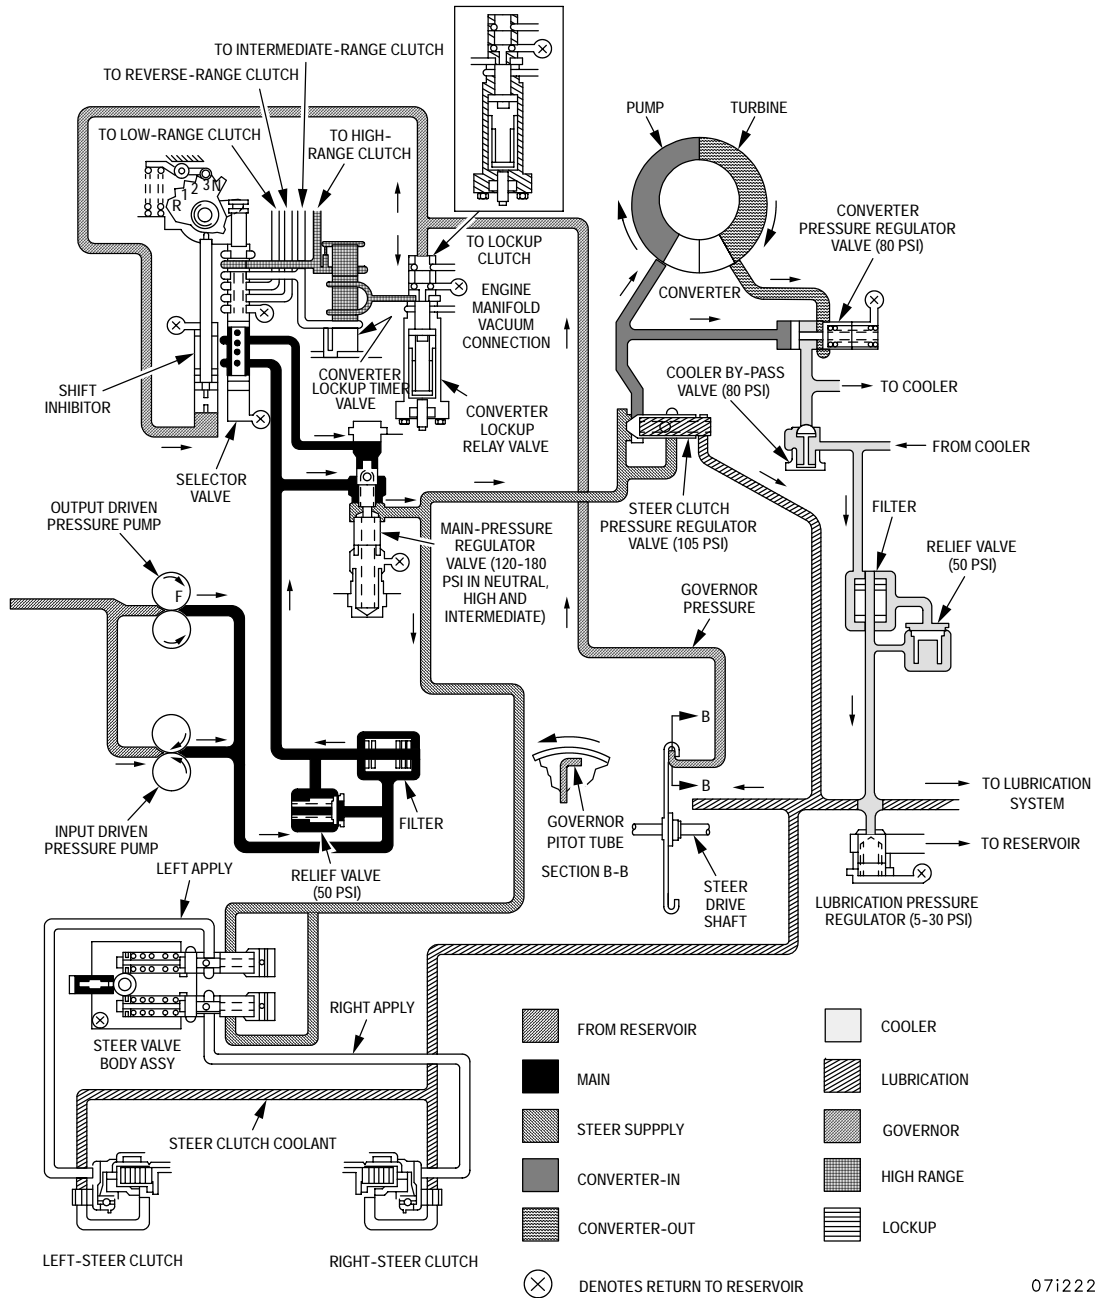 TO INTERMEDIATE-RANGE CLUTCH
TO REVERSE-RANGE CLUTCH
TO LOW-RANGE CLUTCH
TO HIGH-
RANGE CLUTCH
R
1
2
3
N
TO LOCKUP
CLUTCH
ENGINE
MANIFOLD
VACUUM
CONNECTION
PUMP
TURBINE
CONVERTER
CONVERTER
PRESSURE REGULATOR
VALVE (80 PSI)
SHIFT
INHIBITOR
CONVERTER
LOCKUP TIMER
VALVE
CONVERTER
LOCKUP
RELAY VALVE
COOLER BY-PASS
VALVE (80 PSI)
TO COOLER
FROM COOLER
SELECTOR
VALVE
OUTPUT DRIVEN
PRESSURE PUMP
F
MAIN-PRESSURE
REGULATOR
VALVE (120-180
PSI IN NEUTRAL,
HIGH AND
INTERMEDIATE)
STEER CLUTCH
PRESSURE REGULATOR
VALVE (105 PSI)
FILTER
RELIEF VALVE
(50 PSI)
GOVERNOR
PRESSURE
B
B
INPUT DRIVEN
PRESSURE PUMP
FILTER
RELIEF VALVE
(50 PSI)
GOVERNOR
PITOT TUBE
SECTION B-B
STEER
DRIVE
SHAFT
TO LUBRICATION
SYSTEM
TO RESERVOIR
LUBRICATION PRESSURE
REGULATOR (5-30 PSI)
LEFT APPLY
RIGHT APPLY
STEER VALVE
BODY ASSY
STEER CLUTCH COOLANT
LEFT-STEER CLUTCH
RIGHT-STEER CLUTCH
FROM RESERVOIR
MAIN
STEER SUPPPLY
CONVERTER-IN
CONVERTER-OUT
COOLER
LUBRICATION
GOVERNOR
HIGH RANGE
LOCKUP
DENOTES RETURN TO RESERVOIR
07i222